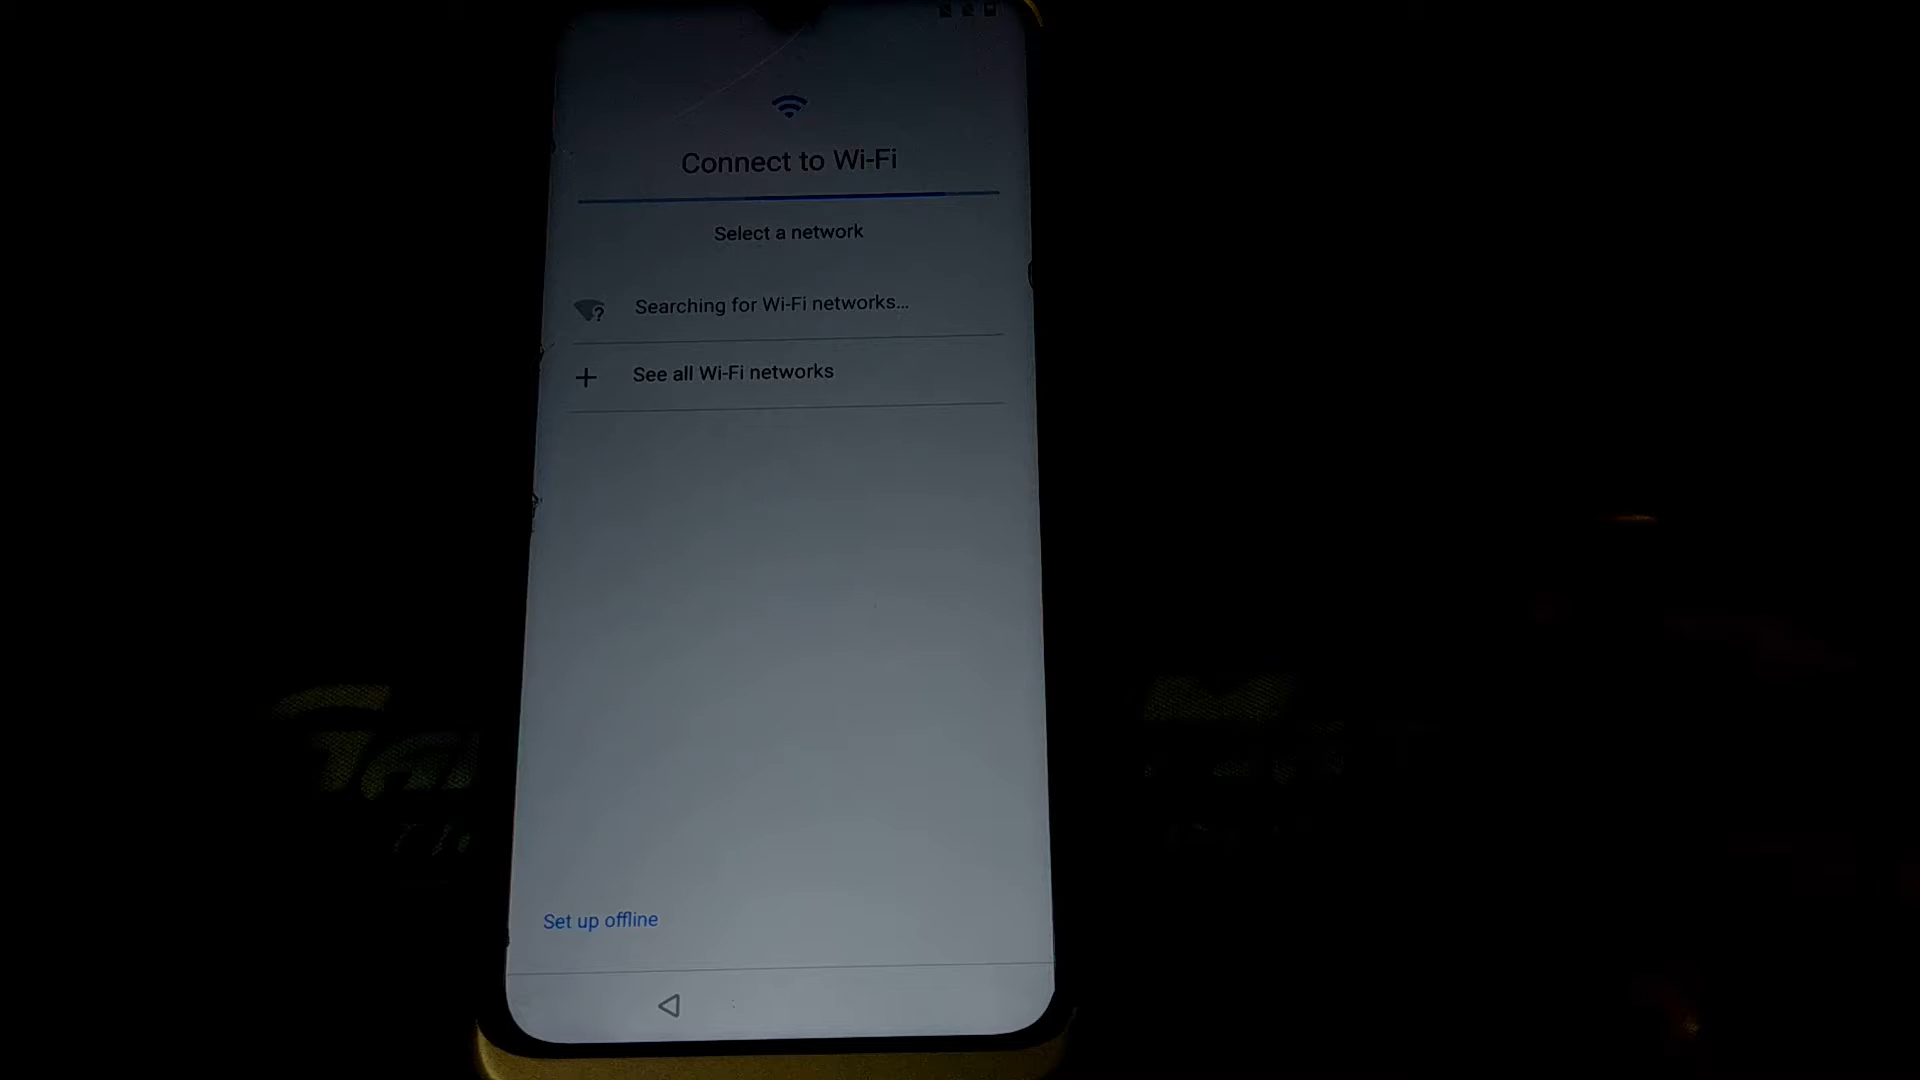 Connect to Wi-Fi
Select a network
Searching for Wi-Fi networks...
See all Wi-Fi networks
Set up offline